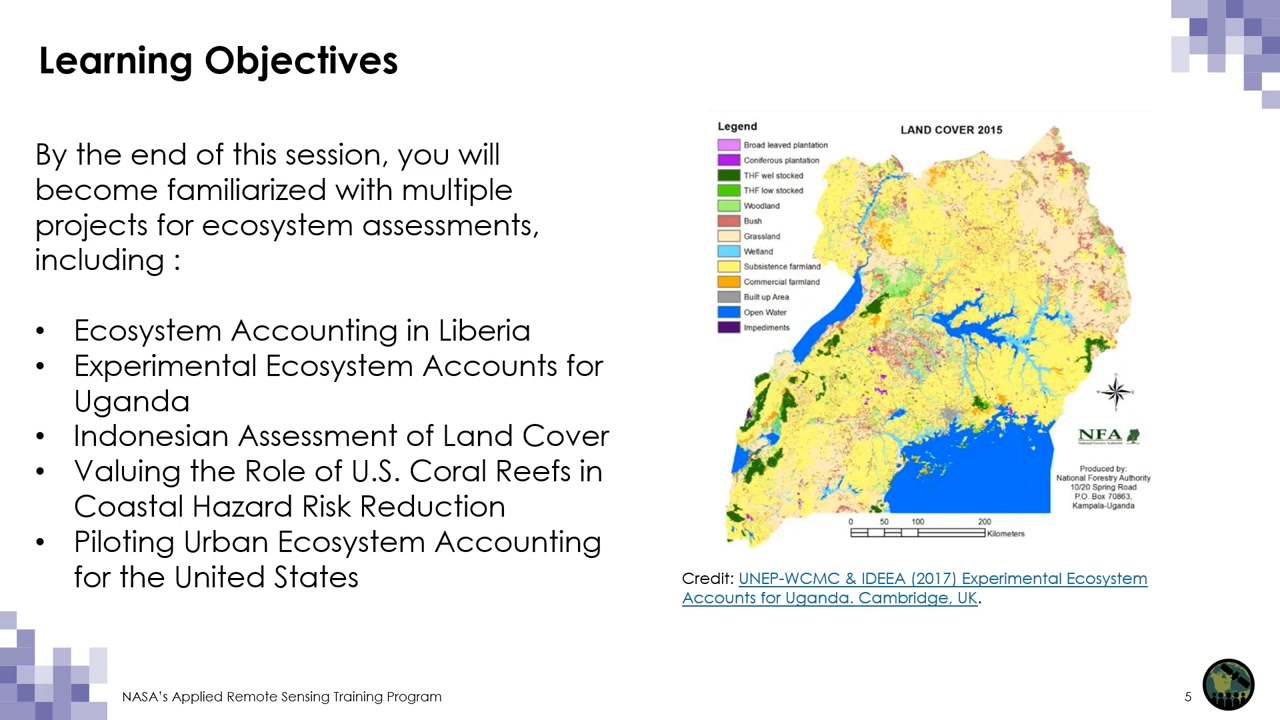 Learning Objectives
By the end of this session, you will
become familiarized with multiple
projects for ecosystem assessments,
including :
• Ecosystem Accounting in Liberia
• Experimental Ecosystem Accounts for
Uganda
• Indonesian Assessment of Land Cover
• Valuing the Role of U.S. Coral Reefs in
Coastal Hazard Risk Reduction
• Piloting Urban Ecosystem Accounting
for the United States
Legend
Broad leaved plantation
Coniferous plantation
THF wel stocked
THF low stocked
Woodland
Bush
Grassland
Wetland
Subsistence farmland
Commercial farmland
Built up Area
Open Water
Impediments
LAND COVER 2015
NFA
Produced by:
National Forestry Authority
10/20 Spring Road
P.O. Box 70863,
Kampala-Uganda
0 50 100 200
Kilometers
Credit: UNEP-WCMC & IDEEA (2017) Experimental Ecosystem
Accounts for Uganda. Cambridge, UK.
NASA's Applied Remote Sensing Training Program
5